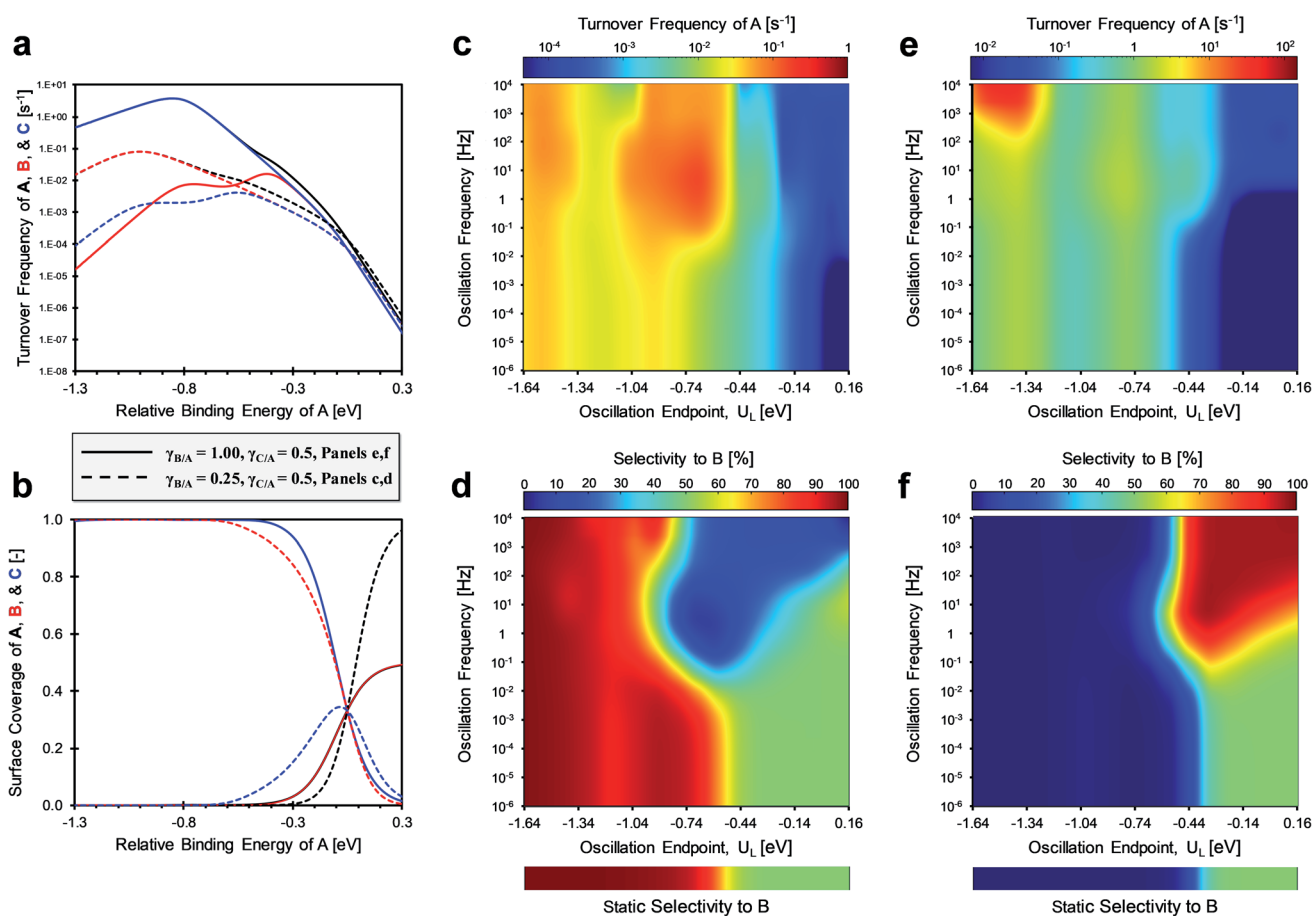 a
Turnover Frequency of A, B, & C [s⁻¹]
1.E+01
1.E+00
1.E-01
1.E-02
1.E-03
1.E-04
1.E-05
1.E-06
1.E-07
1.E-08
-1.3 -0.8 -0.3 0.3
Relative Binding Energy of A [eV]
γB/A = 1.00, γC/A = 0.5, Panels e,f
γB/A = 0.25, γC/A = 0.5, Panels c,d
b
Surface Coverage of A, B, & C [-]
1.0
0.8
0.6
0.4
0.2
0.0
-1.3 -0.8 -0.3 0.3
Relative Binding Energy of A [eV]
c
Turnover Frequency of A [s⁻¹]
10⁻⁴ 10⁻³ 10⁻² 10⁻¹ 1
Oscillation Frequency [Hz]
10⁴
10³
10²
10¹
1
10⁻¹
10⁻²
10⁻³
10⁻⁴
10⁻⁵
10⁻⁶
-1.64 -1.34 -1.04 -0.74 -0.44 -0.14 0.16
Oscillation Endpoint, U_L [eV]
d
Selectivity to B [%]
0 10 20 30 40 50 60 70 80 90 100
Oscillation Frequency [Hz]
10⁴
10³
10²
10¹
1
10⁻¹
10⁻²
10⁻³
10⁻⁴
10⁻⁵
10⁻⁶
-1.64 -1.34 -1.04 -0.74 -0.44 -0.14 0.16
Oscillation Endpoint, U_L [eV]
Static Selectivity to B
e
Turnover Frequency of A [s⁻¹]
10⁻² 10⁻¹ 1 10¹ 10²
Oscillation Frequency [Hz]
10⁴
10³
10²
10¹
1
10⁻¹
10⁻²
10⁻³
10⁻⁴
10⁻⁵
10⁻⁶
-1.64 -1.34 -1.04 -0.74 -0.44 -0.14 0.16
Oscillation Endpoint, U_L [eV]
f
Selectivity to B [%]
0 10 20 30 40 50 60 70 80 90 100
Oscillation Frequency [Hz]
10⁴
10³
10²
10¹
1
10⁻¹
10⁻²
10⁻³
10⁻⁴
10⁻⁵
10⁻⁶
-1.64 -1.34 -1.04 -0.74 -0.44 -0.14 0.16
Oscillation Endpoint, U_L [eV]
Static Selectivity to B